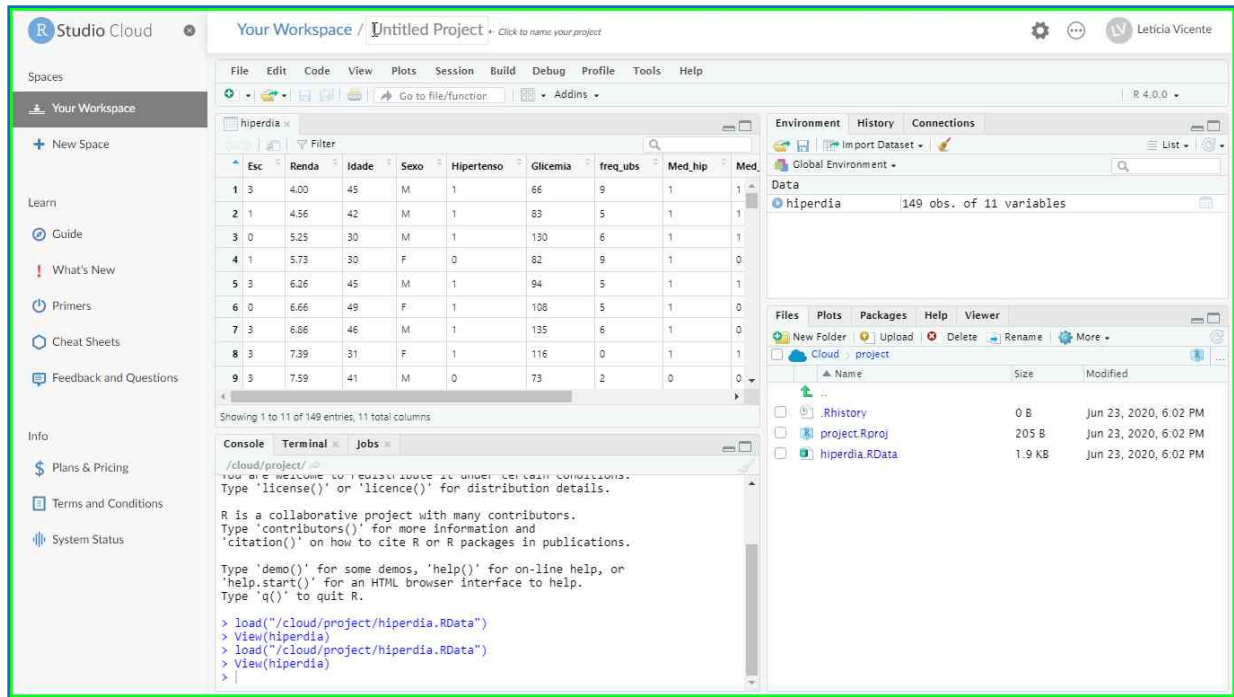 R Studio Cloud
Your Workspace / Untitled Project
Click to name your project
LV Letícia Vicente
Spaces
Your Workspace
New Space
Learn
Guide
What's New
Primers
Cheat Sheets
Feedback and Questions
Info
Plans & Pricing
Terms and Conditions
System Status
File Edit Code View Plots Session Build Debug Profile Tools Help
Go to file/function Addins
R 4.0.0
hiperdia
Filter
Esc Renda Idade Sexo Hipertenso Glicemia freq_ubs Med_hip Med_
1 3 4.00 45 M 1 66 9 1 1
2 1 4.56 42 M 1 83 5 1 1
3 0 5.25 30 M 1 130 6 1 1
4 1 5.73 30 F 0 82 9 1 0
5 3 6.26 45 M 1 94 5 1 1
6 0 6.66 49 F 1 108 5 1 0
7 3 6.86 46 M 1 135 6 1 0
8 3 7.39 31 F 1 116 0 1 1
9 3 7.59 41 M 0 73 2 0 0
Showing 1 to 11 of 149 entries, 11 total columns
Console Terminal Jobs
/cloud/project/
You are welcome to redistribute it under certain conditions.
Type 'license()' or 'licence()' for distribution details.
R is a collaborative project with many contributors.
Type 'contributors()' for more information and
'citation()' on how to cite R or R packages in publications.
Type 'demo()' for some demos, 'help()' for on-line help, or
'help.start()' for an HTML browser interface to help.
Type 'q()' to quit R.
> load("/cloud/project/hiperdia.RData")
> View(hiperdia)
> load("/cloud/project/hiperdia.RData")
> View(hiperdia)
>
Environment History Connections
Import Dataset List
Global Environment
Data
hiperdia 149 obs. of 11 variables
Files Plots Packages Help Viewer
New Folder Upload Delete Rename More
Cloud > project R ...
Name Size Modified
..
.Rhistory 0 B Jun 23, 2020, 6:02 PM
project.Rproj 205 B Jun 23, 2020, 6:02 PM
hiperdia.RData 1.9 KB Jun 23, 2020, 6:02 PM